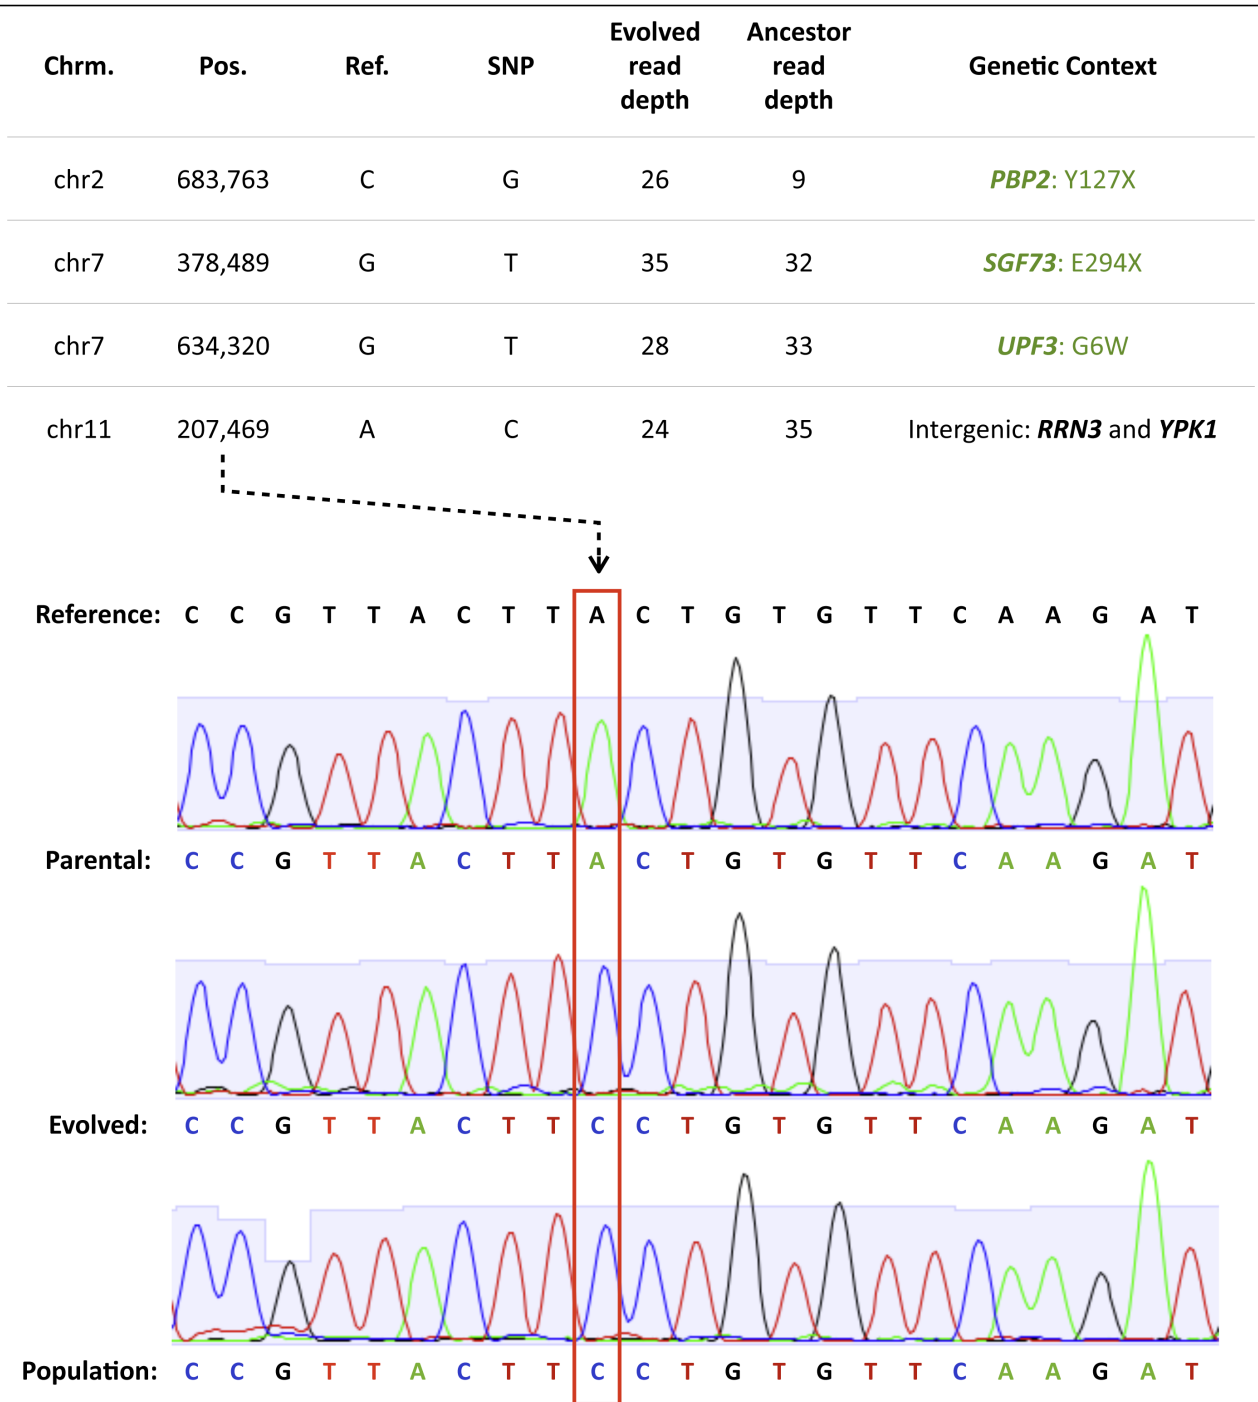 Chrm. Pos. Ref. SNP Evolved read depth Ancestor read depth Genetic Context
chr2 683,763 C G 26 9 PBP2: Y127X
chr7 378,489 G T 35 32 SGF73: E294X
chr7 634,320 G T 28 33 UPF3: G6W
chr11 207,469 A C 24 35 Intergenic: RRN3 and YPK1
Reference: C C G T T A C T T A C T G T G T T C A A G A T
Parental: C C G T T A C T T A C T G T G T T C A A G A T
Evolved: C C G T T A C T T C C T G T G T T C A A G A T
Population: C C G T T A C T T C C T G T G T T C A A G A T